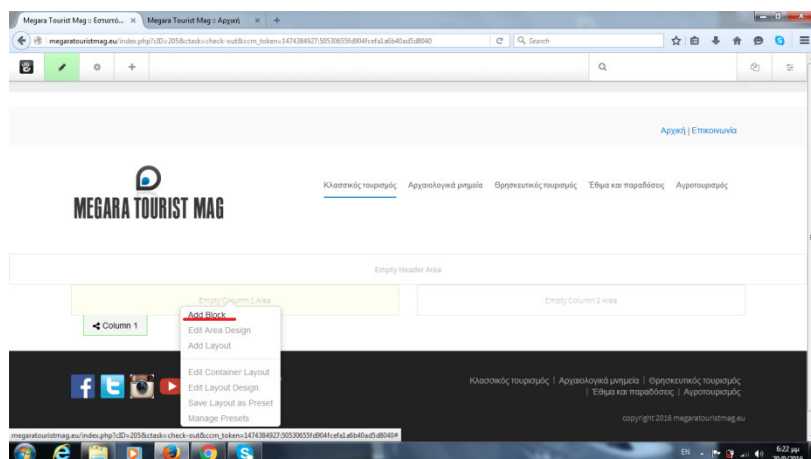 Megara Tourist Mag :: Εστιατό...
Megara Tourist Mag :: Αρχική
megaratouristmag.eu/index.php?cID=205&ctask=check-out&ccm_token=1474384927:50530655fd904fcefa1a6b40ad5d8040
Search
Αρχική | Επικοινωνία
MEGARA TOURIST MAG
Κλασσικός τουρισμός Αρχαιολογικά μνημεία Θρησκευτικός τουρισμός Έθιμα και παραδόσεις Αγροτουρισμός
Empty Header Area
Empty Column 1 Area
Empty Column 2 Area
Column 1
Add Block
Edit Area Design
Add Layout
Edit Container Layout
Edit Layout Design
Save Layout as Preset
Manage Presets
Κλασσικός τουρισμός | Αρχαιολογικά μνημεία | Θρησκευτικός τουρισμός
| Έθιμα και παραδόσεις | Αγροτουρισμός
copyright 2016 megaratouristmag.eu
megaratouristmag.eu/index.php?cID=205&ctask=check-out&ccm_token=1474384927:50530655fd904fcefa1a6b40ad5d8040#
EN
6:22 μμ
20/9/2016